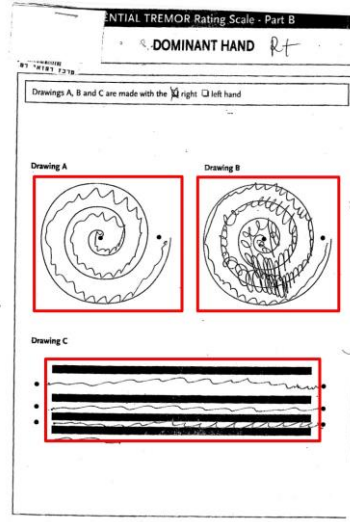 ENTIAL TREMOR Rating Scale - Part B
DOMINANT HAND Rt
Drawings A, B and C are made with the right left hand
Drawing A
Drawing B
Drawing C